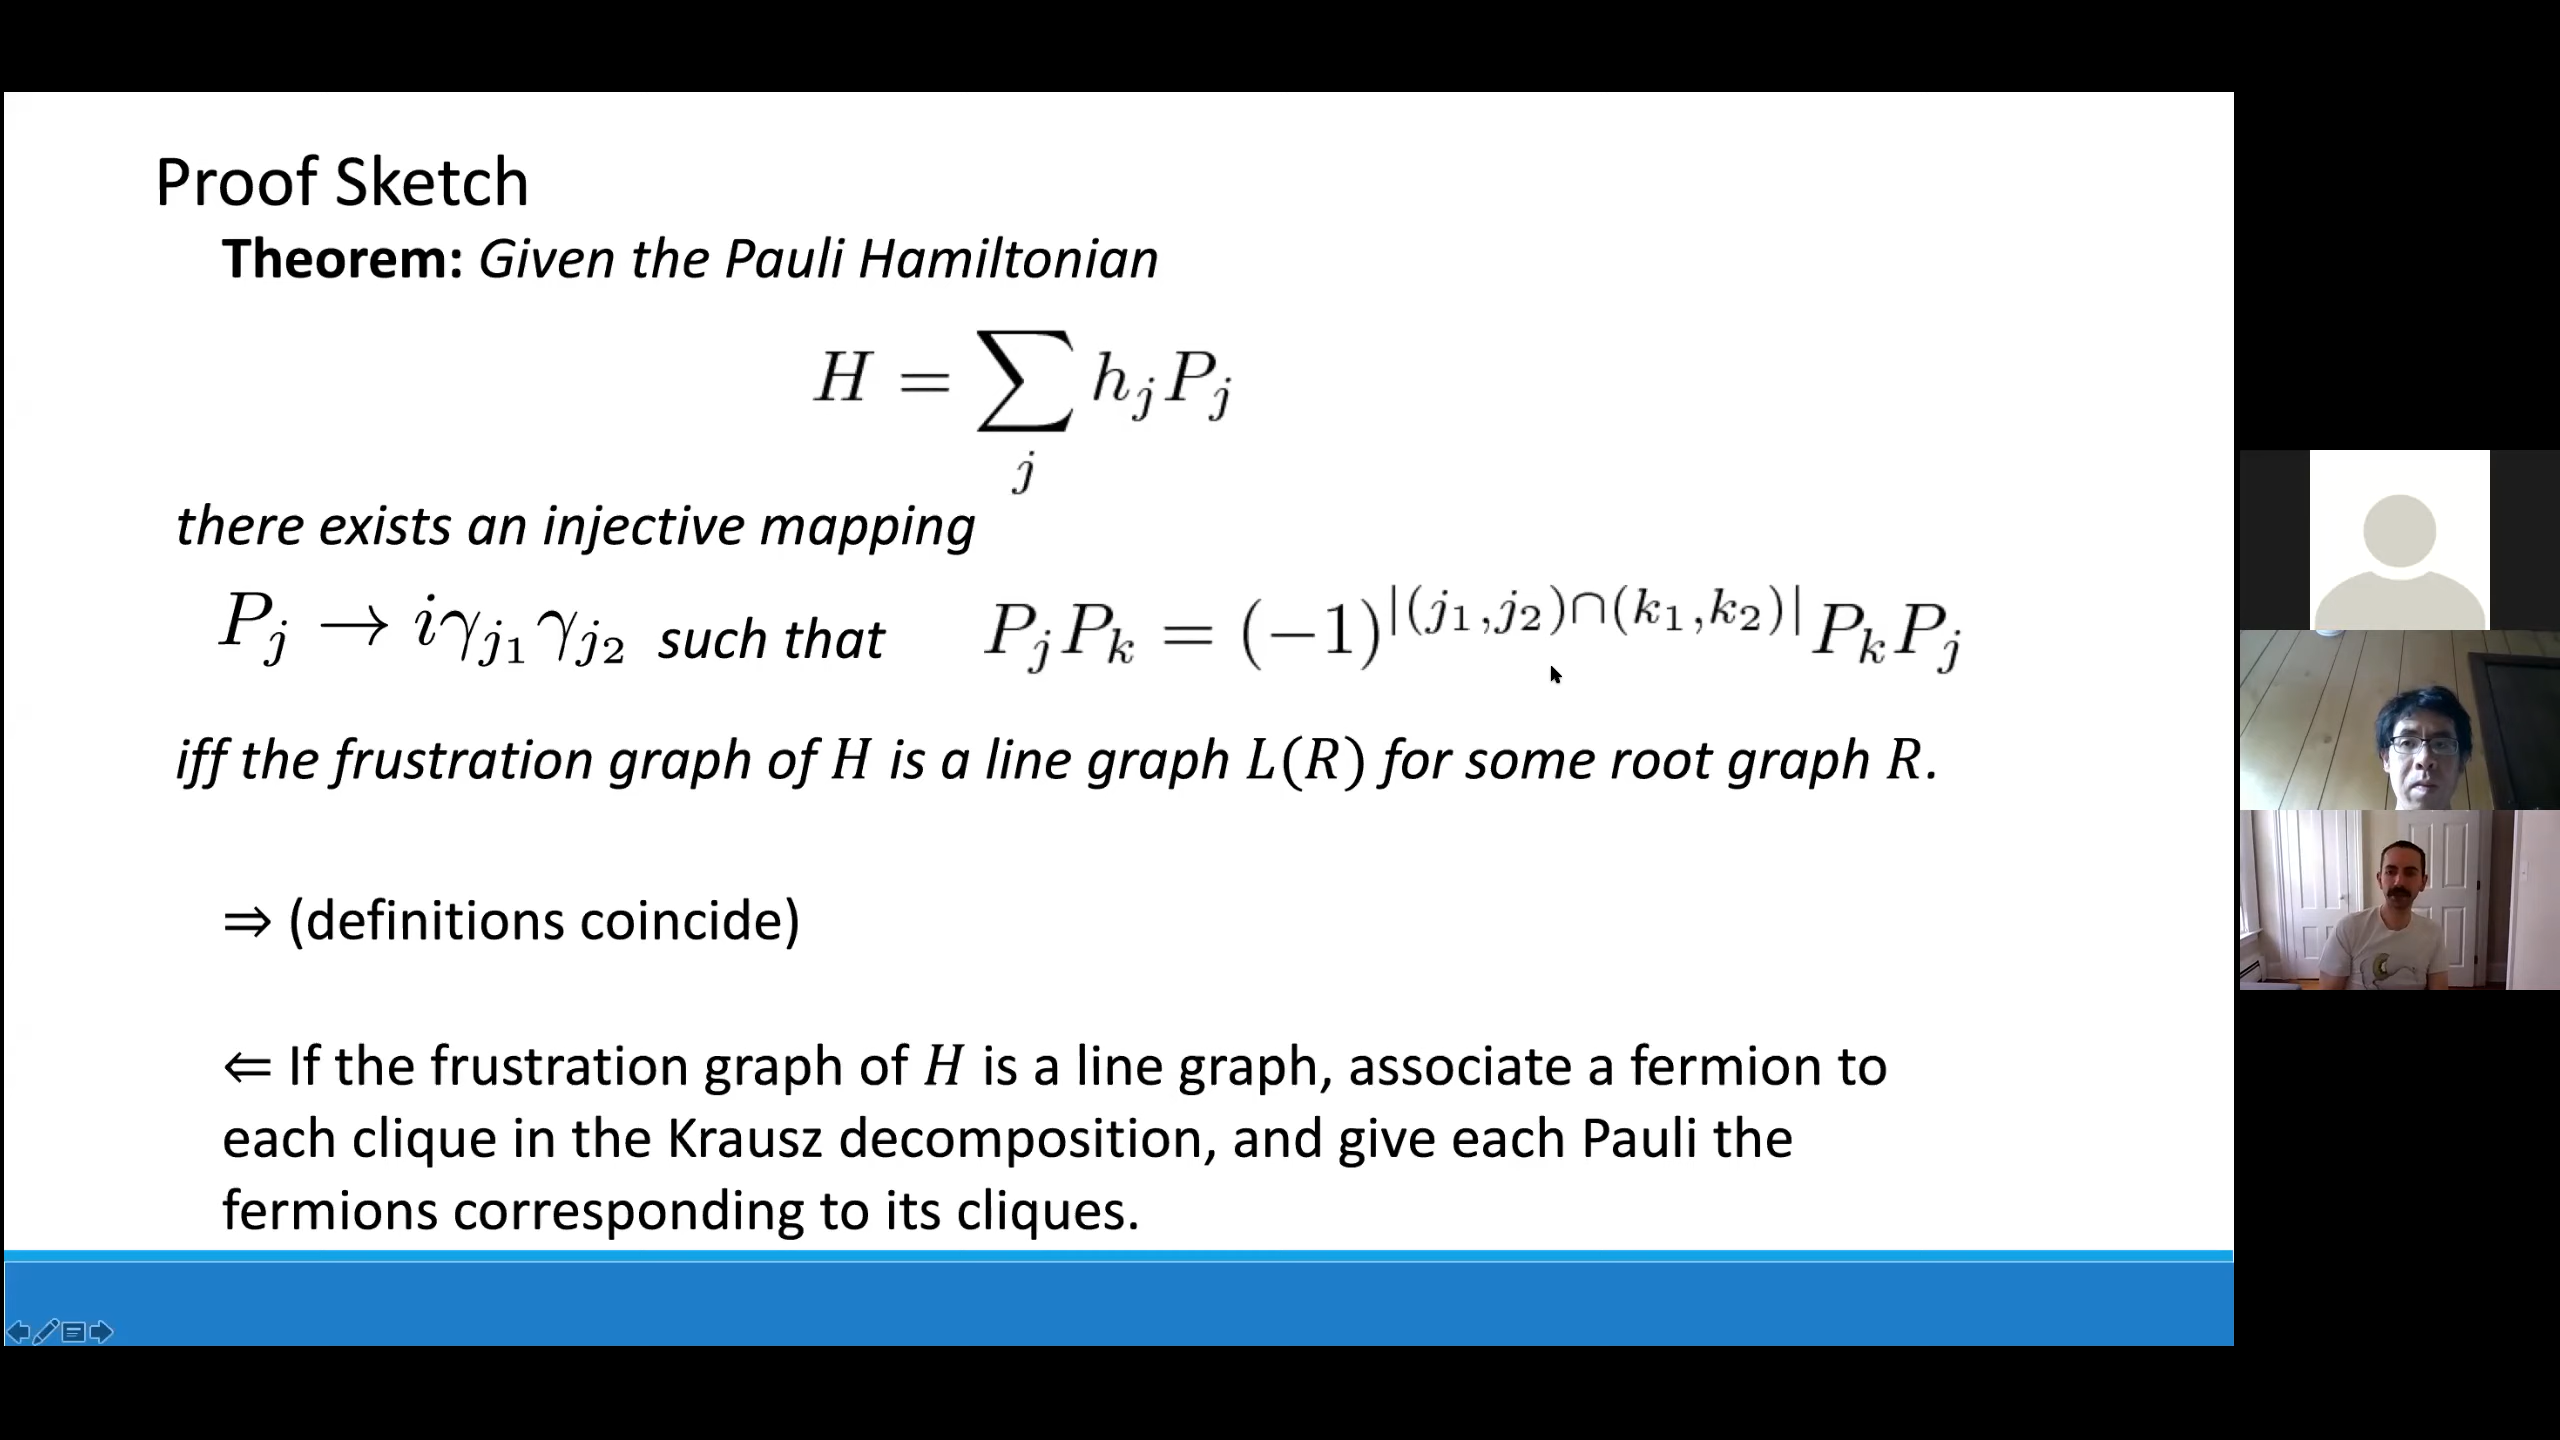 Proof Sketch
Theorem: Given the Pauli Hamiltonian
H = ∑_j h_j P_j
there exists an injective mapping
P_j → iγ_{j_1}γ_{j_2} such that P_j P_k = (−1)^{|(j_1,j_2)∩(k_1,k_2)|} P_k P_j
iff the frustration graph of H is a line graph L(R) for some root graph R.
⇒ (definitions coincide)
⇐ If the frustration graph of H is a line graph, associate a fermion to
each clique in the Krausz decomposition, and give each Pauli the
fermions corresponding to its cliques.